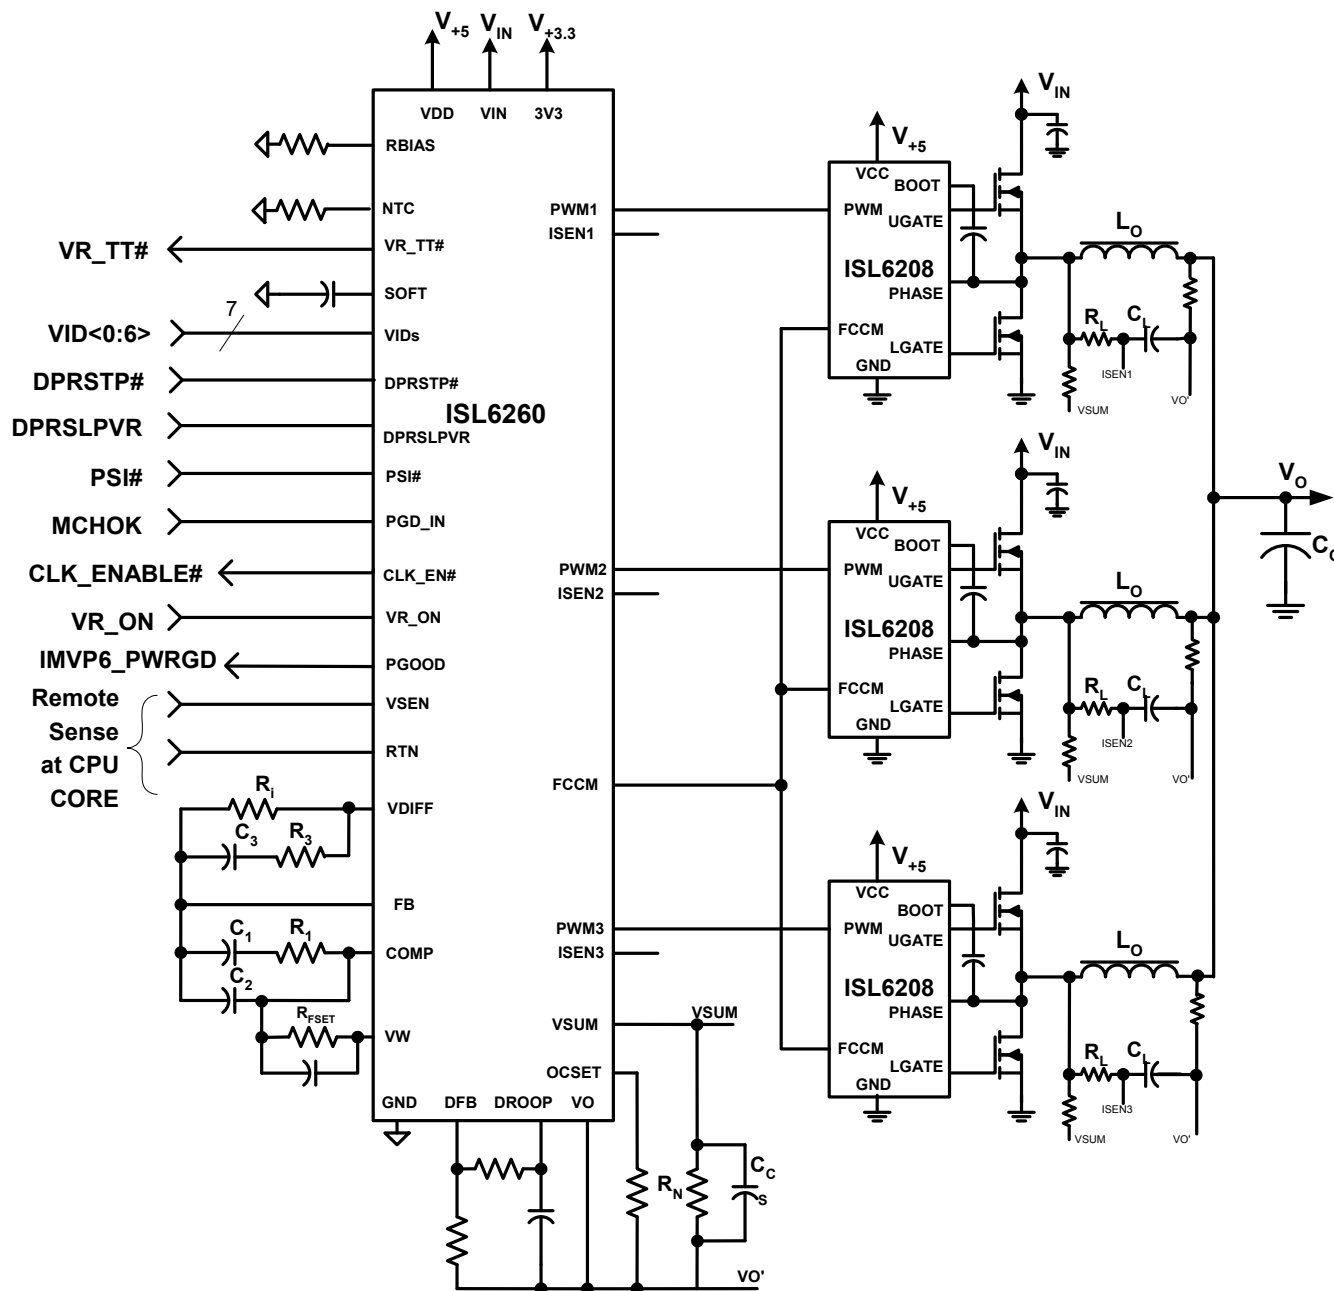 V+5
VIN
V+3.3
VDD
VIN
3V3
RBIAS
NTC
VR_TT#
VR_TT#
SOFT
7
VID<0:6>
VIDs
DPRSTP#
DPRSTP#
ISL6260
DPRSLPVR
DPRSLPVR
PSI#
PSI#
MCHOK
PGD_IN
CLK_ENABLE#
CLK_EN#
VR_ON
VR_ON
IMVP6_PWRGD
PGOOD
Remote
Sense
at CPU
CORE
VSEN
RTN
Ri
VDIFF
C3
R3
FB
C1
R1
COMP
C2
RFSET
VW
GND
DFB
DROOP
VO
PWM1
ISEN1
PWM2
ISEN2
FCCM
PWM3
ISEN3
VSUM
VSUM
OCSET
RN
CC
S
VO'
V+5
VIN
VCC
BOOT
PWM
UGATE
ISL6208
PHASE
FCCM
LGATE
GND
LO
RL
CL
ISEN1
VSUM
VO'
V+5
VIN
VCC
BOOT
PWM
UGATE
ISL6208
PHASE
FCCM
LGATE
GND
LO
RL
CL
ISEN2
VSUM
VO'
V+5
VIN
VCC
BOOT
PWM
UGATE
ISL6208
PHASE
FCCM
LGATE
GND
LO
RL
CL
ISEN3
VSUM
VO'
VO
CO